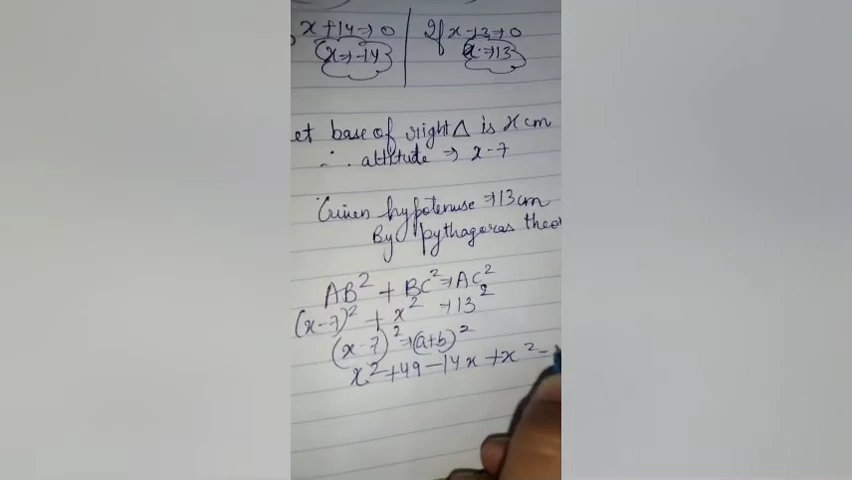 x + 14 → 0
x ⇒ -14
If x - 13 → 0
x ⇒ 13
et base of right Δ is x cm
∴ altitude ⇒ x - 7
Given hypotenuse → 13 cm
By pythagoras theo
AB² + BC² ⇒ AC²
(x-7)² + x² → 13²
(x-7)² ⇒ (a+b)²
x² + 49 - 14x + x² -